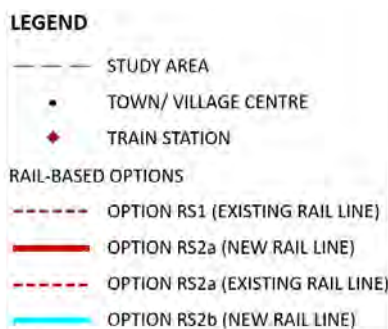 LEGEND
STUDY AREA
TOWN/ VILLAGE CENTRE
TRAIN STATION
RAIL-BASED OPTIONS
OPTION RS1 (EXISTING RAIL LINE)
OPTION RS2a (NEW RAIL LINE)
OPTION RS2a (EXISTING RAIL LINE)
OPTION RS2b (NEW RAIL LINE)